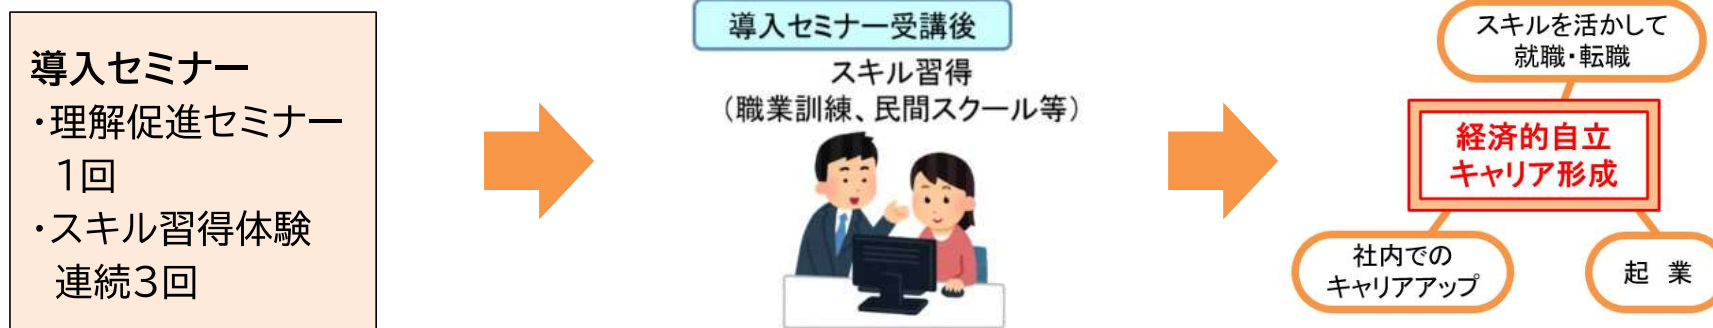 導入セミナー
・理解促進セミナー
1回
・スキル習得体験
連続3回
導入セミナー受講後
スキル習得
（職業訓練、民間スクール等）
スキルを活かして
就職・転職
経済的自立
キャリア形成
社内での
キャリアアップ
起　業